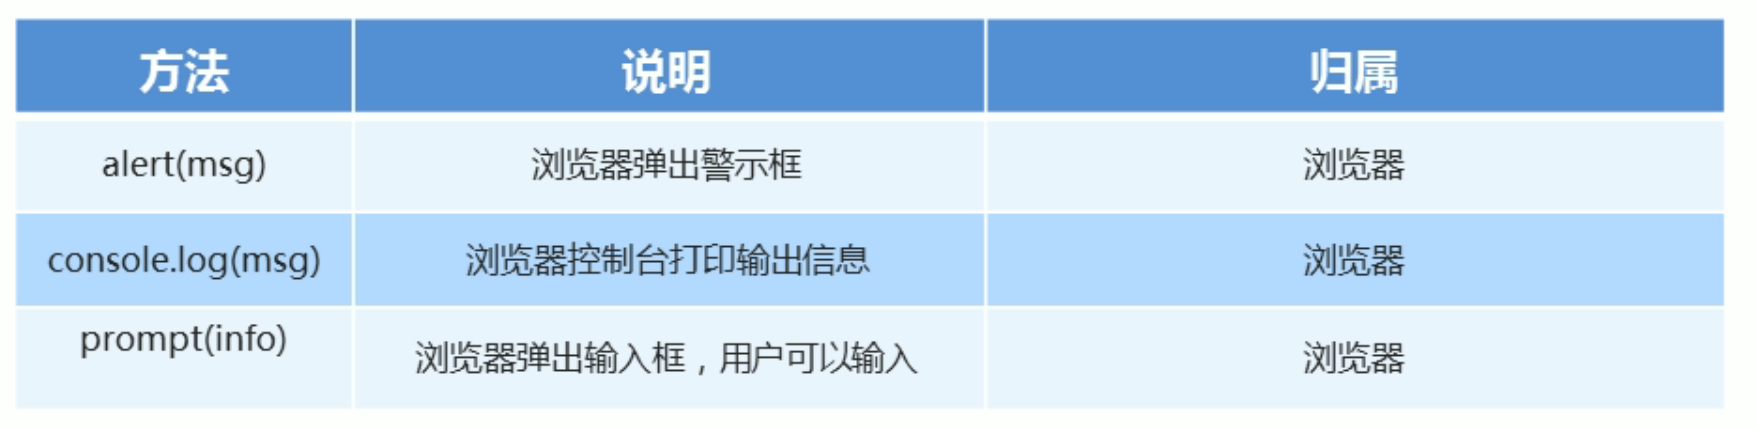 方法 说明 归属
alert(msg) 浏览器弹出警示框 浏览器
console.log(msg) 浏览器控制台打印输出信息 浏览器
prompt(info) 浏览器弹出输入框，用户可以输入 浏览器